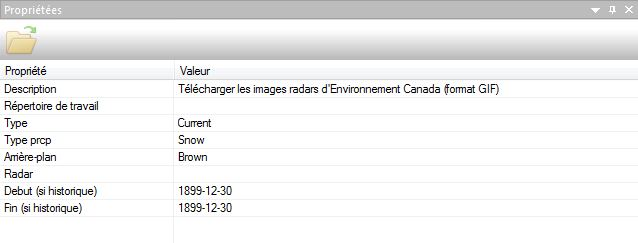 Propriétées
Propriété Valeur
Description Télécharger les images radars d'Environnement Canada (format GIF)
Répertoire de travail
Type Current
Type prcp Snow
Arrière-plan Brown
Radar
Debut (si historique) 1899-12-30
Fin (si historique) 1899-12-30